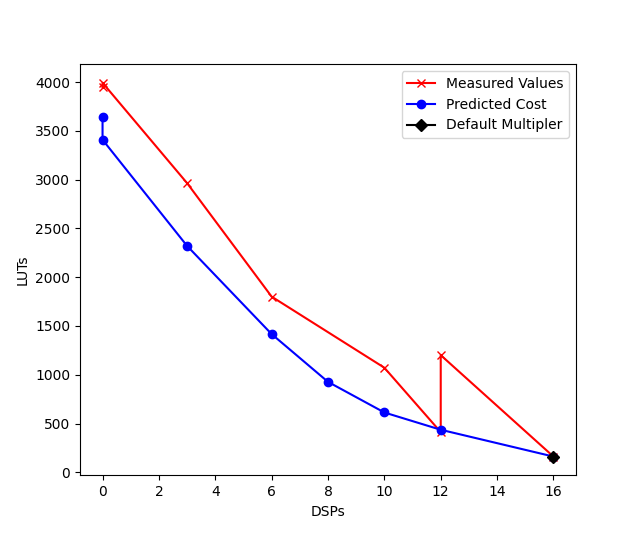 4000
3500
3000
2500
2000
1500
1000
500
0
LUTs
0 2 4 6 8 10 12 14 16
DSPs
Measured Values
Predicted Cost
Default Multipler